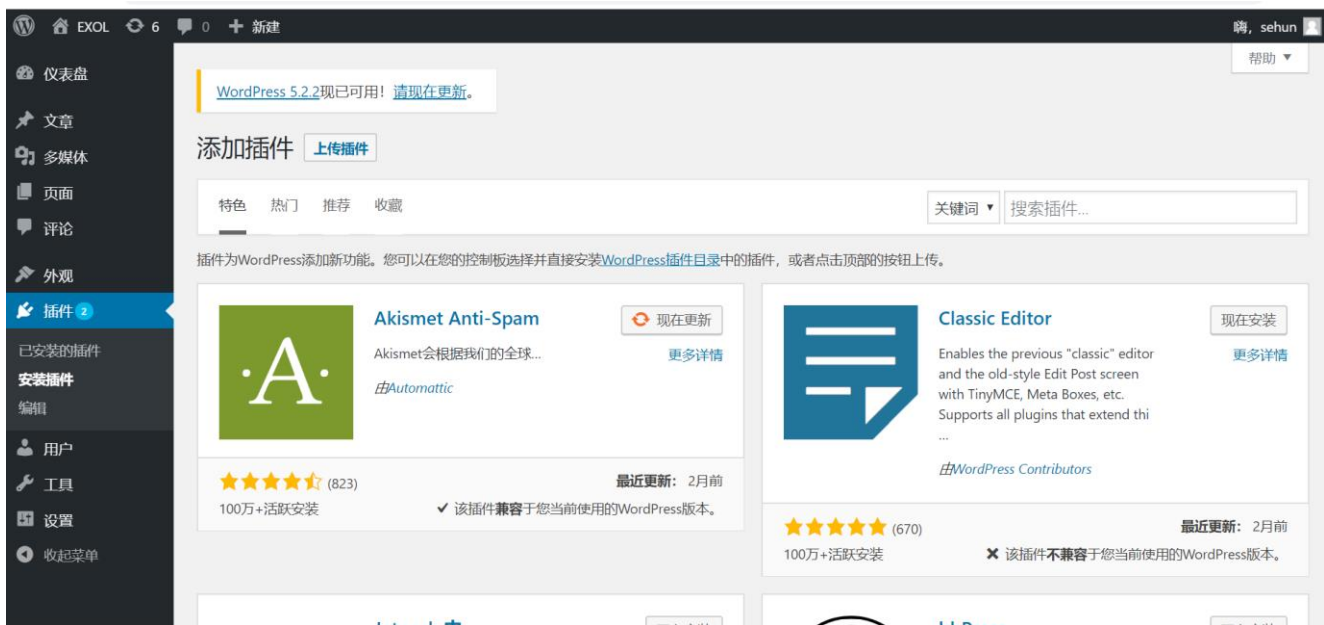 EXOL 6 0 新建 嗨, sehun
帮助
仪表盘
文章
多媒体
页面
评论
外观
插件 2
已安装的插件
安装插件
编辑
用户
工具
设置
收起菜单
WordPress 5.2.2现已可用！请现在更新。
添加插件 上传插件
特色 热门 推荐 收藏 关键词 搜索插件...
插件为WordPress添加新功能。您可以在您的控制板选择并直接安装WordPress插件目录中的插件，或者点击顶部的按钮上传。
A
Akismet Anti-Spam 现在更新
Akismet会根据我们的全球... 更多详情
由Automattic
(823) 最近更新：2月前
100万+活跃安装 该插件兼容于您当前使用的WordPress版本。
Classic Editor 现在安装
Enables the previous "classic" editor 更多详情
and the old-style Edit Post screen
with TinyMCE, Meta Boxes, etc.
Supports all plugins that extend thi
...
由WordPress Contributors
(670) 最近更新：2月前
100万+活跃安装 该插件不兼容于您当前使用的WordPress版本。